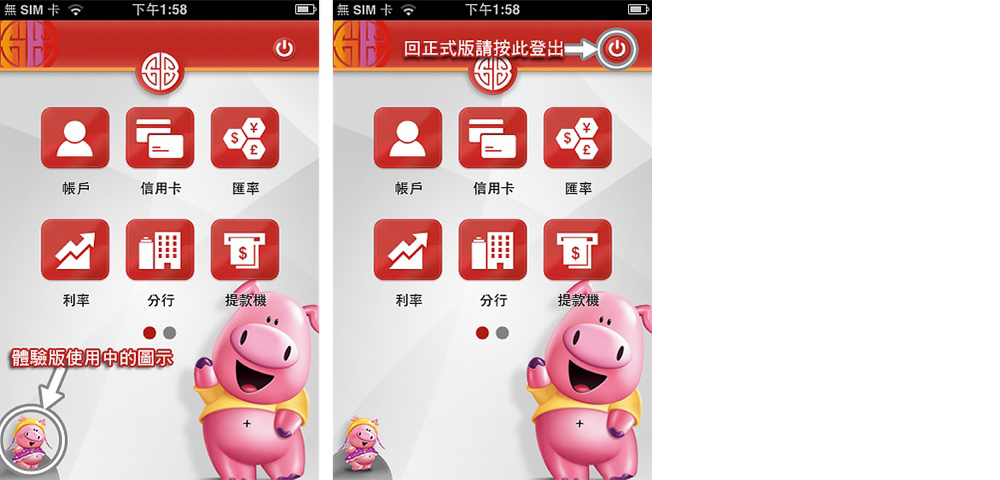 無 SIM 卡 下午1:58
帳戶 信用卡 匯率
利率 分行 提款機
體驗版使用中的圖示
無 SIM 卡 下午1:58
回正式版請按此登出
帳戶 信用卡 匯率
利率 分行 提款機